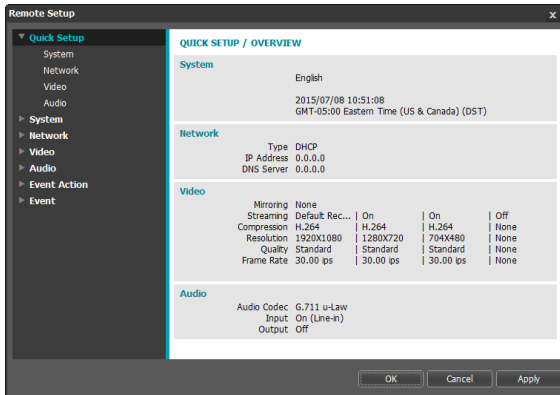 Remote Setup
x
Quick Setup
System
Network
Video
Audio
System
Network
Video
Audio
Event Action
Event
QUICK SETUP / OVERVIEW
System
English
2015/07/08 10:51:08
GMT-05:00 Eastern Time (US & Canada) (DST)
Network
Type DHCP
IP Address 0.0.0.0
DNS Server 0.0.0.0
Video
Mirroring None
Streaming Default Rec... | On | On | Off
Compression H.264 | H.264 | H.264 | None
Resolution 1920X1080 | 1280X720 | 704X480 | None
Quality Standard | Standard | Standard | None
Frame Rate 30.00 ips | 30.00 ips | 30.00 ips | None
Audio
Audio Codec G.711 u-Law
Input On (Line-in)
Output Off
OK Cancel Apply